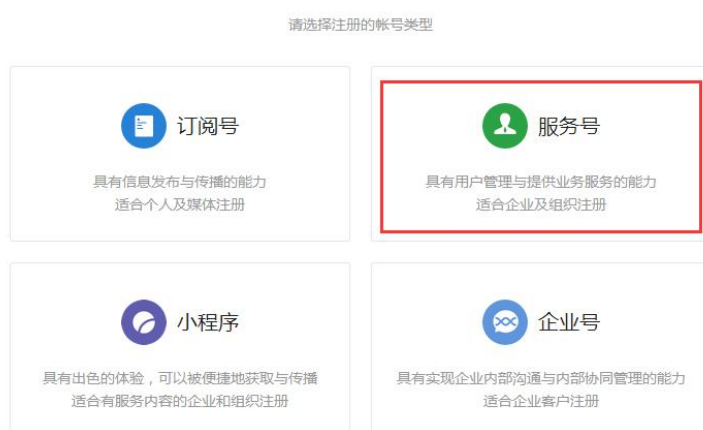 请选择注册的帐号类型
订阅号
具有信息发布与传播的能力
适合个人及媒体注册
服务号
具有用户管理与提供业务服务的能力
适合企业及组织注册
小程序
具有出色的体验，可以被便捷地获取与传播
适合有服务内容的企业和组织注册
企业号
具有实现企业内部沟通与内部协同管理的能力
适合企业客户注册